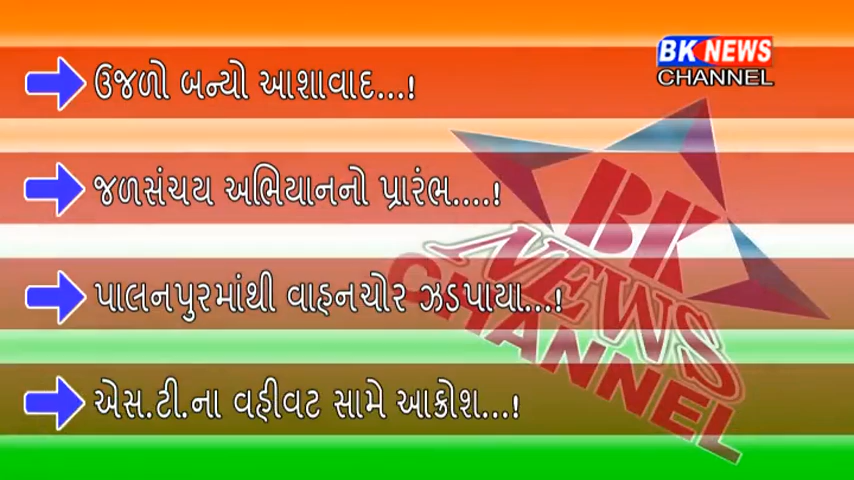 BK NEWS
CHANNEL
ઉજળો બન્યો આશાવાદ...!
જળસંચય અભિયાનનો પ્રારંભ....!
પાલનપુરમાંથી વાહનચોર ઝડપાયા...!
એસ.ટી.ના વહીવટ સામે આક્રોશ...!
BK
NEWS
CHANNEL